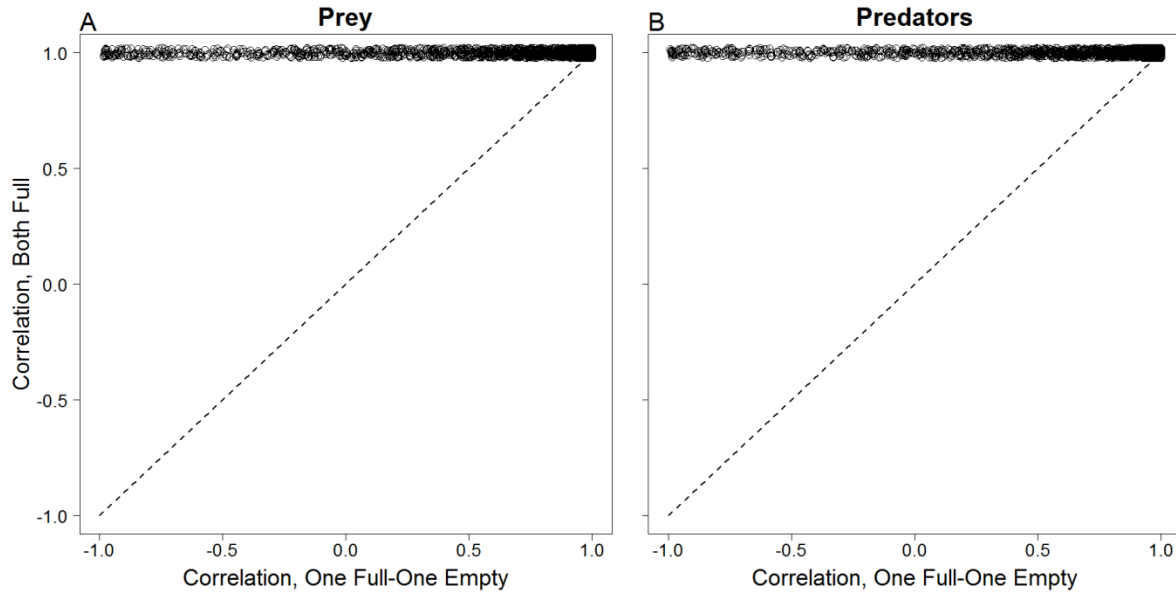 A
Prey
1.0
0.5
0.0
-0.5
-1.0
Correlation, Both Full
-1.0 -0.5 0.0 0.5 1.0
Correlation, One Full-One Empty
B
Predators
-1.0 -0.5 0.0 0.5 1.0
Correlation, One Full-One Empty